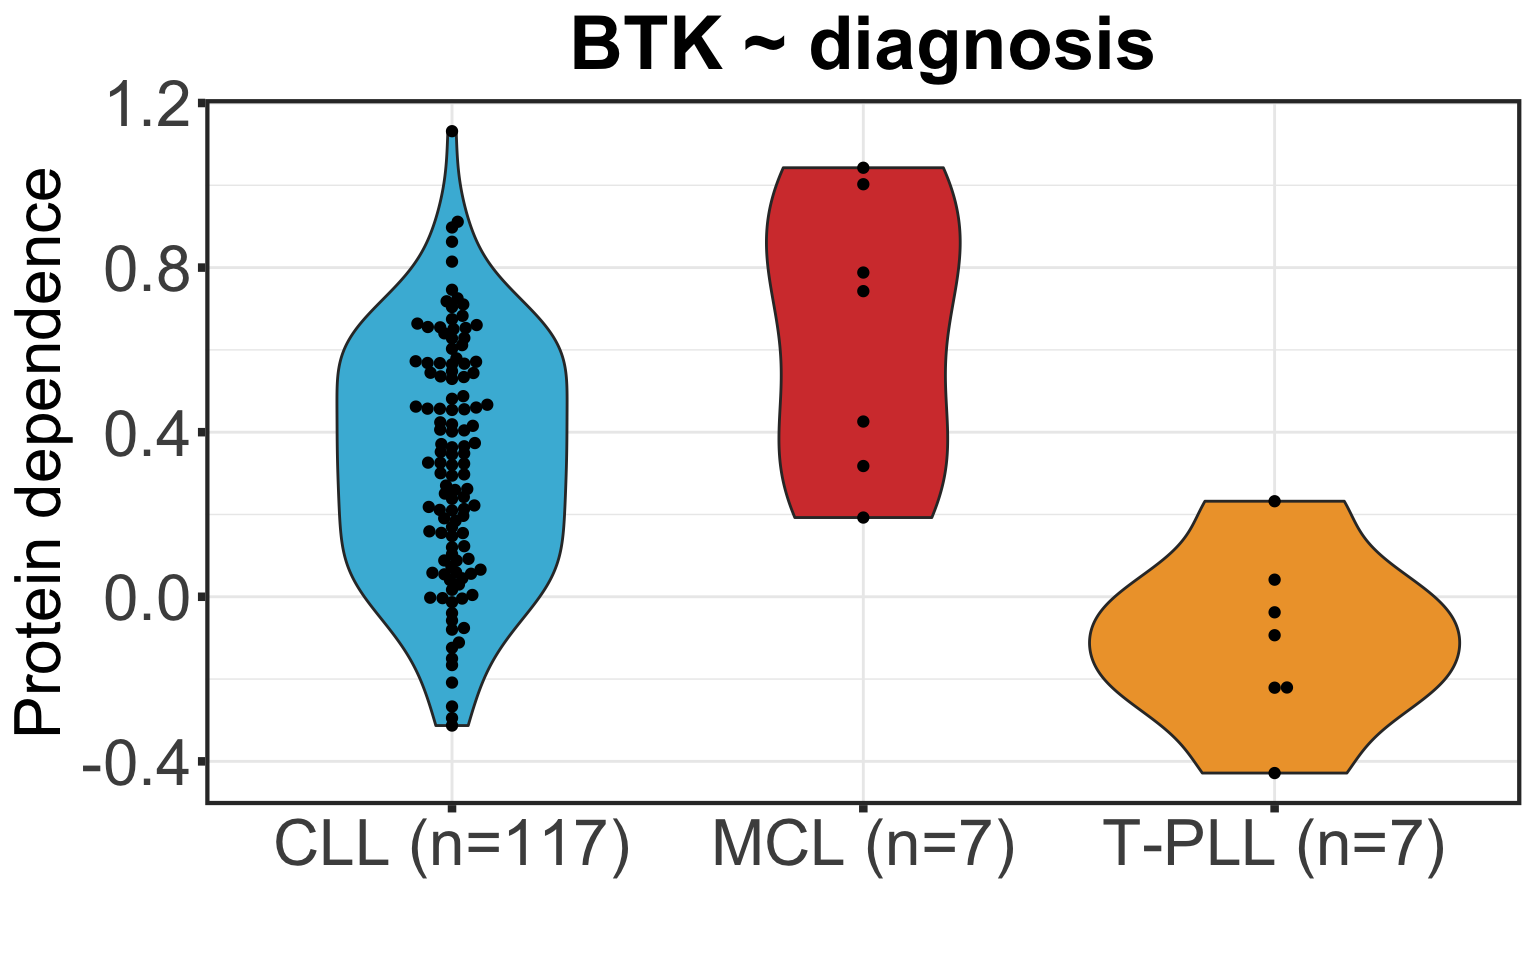 BTK ~ diagnosis
1.2
0.8
0.4
0.0
-0.4
Protein dependence
CLL (n=117)
MCL (n=7)
T-PLL (n=7)